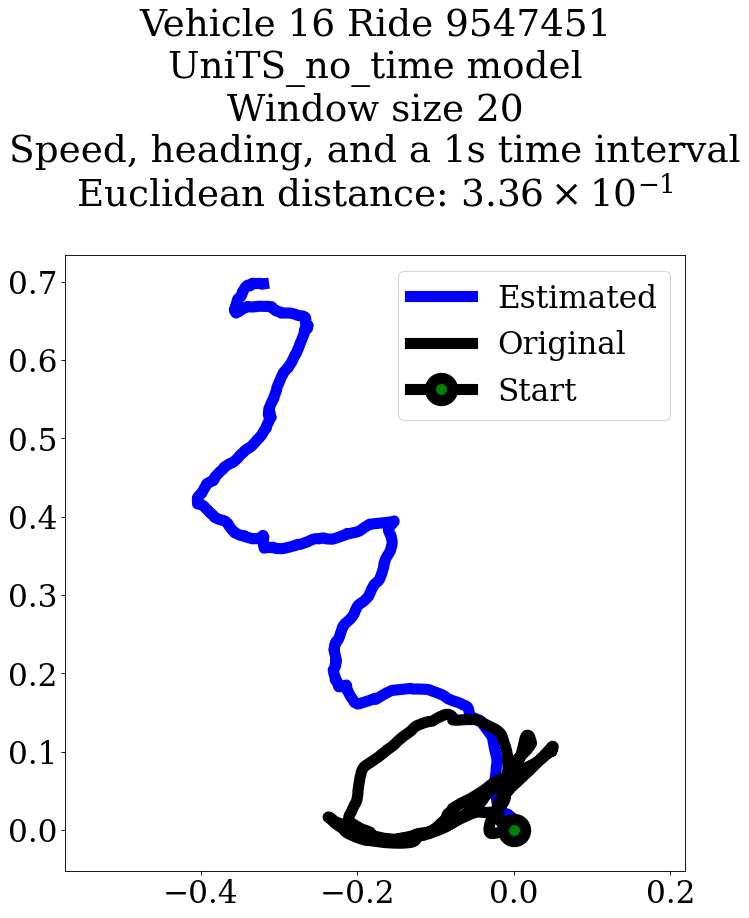 Vehicle 16 Ride 9547451
UniTS_no_time model
Window size 20
Speed, heading, and a 1s time interval
Euclidean distance: 3.36 × 10⁻¹
Estimated
Original
Start
0.7
0.6
0.5
0.4
0.3
0.2
0.1
0.0
−0.4 −0.2 0.0 0.2